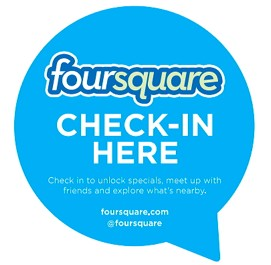 foursquare
CHECK-IN
HERE
Check in to unlock specials, meet up with
friends and explore what's nearby.
foursquare.com
@foursquare